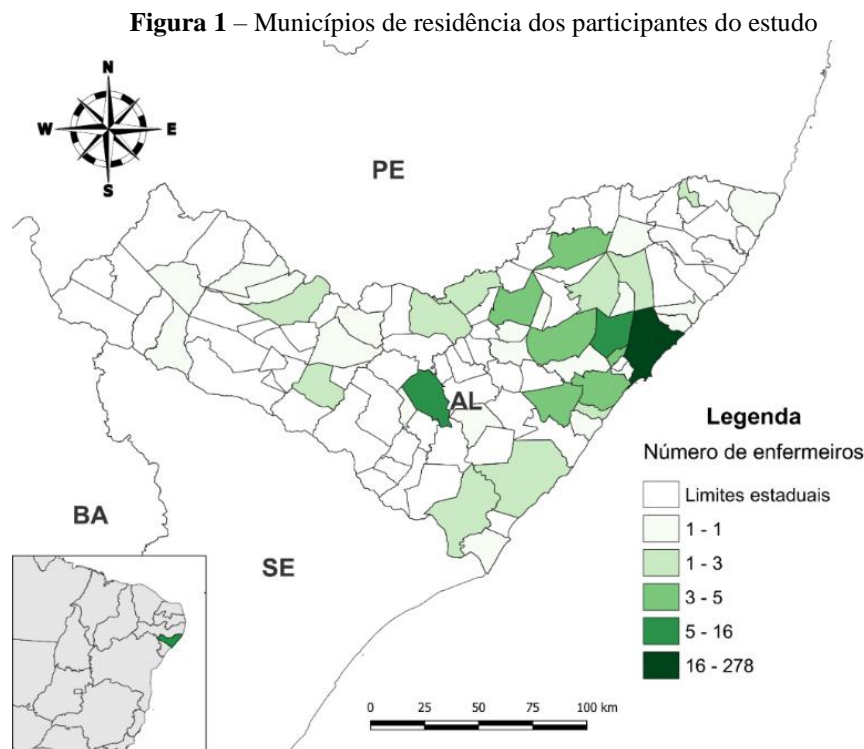 Figura 1 – Municípios de residência dos participantes do estudo
N
W E
S
PE
AL
BA
SE
Legenda
Número de enfermeiros
Limites estaduais
1 - 1
1 - 3
3 - 5
5 - 16
16 - 278
0 25 50 75 100 km